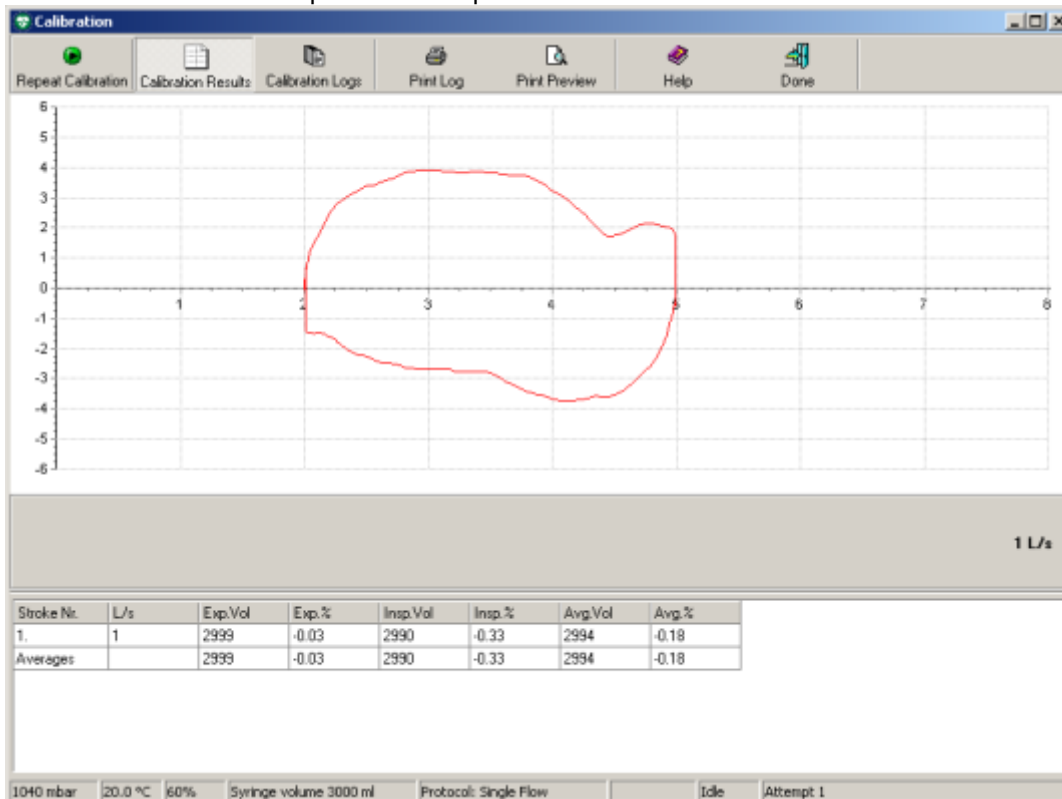 Calibration
Repeat Calibration Calibration Results Calibration Logs Print Log Print Preview Help Done
6
5
4
3
2
1
0
1 2 3 4 5 6 7 8
-1
-2
-3
-4
-5
-6
1 L/s
Stroke Nr. L/s Exp.Vol Exp.% Insp.Vol Insp.% Avg.Vol Avg.%
1. 1 2999 -0.03 2990 -0.33 2994 -0.18
Averages 2999 -0.03 2990 -0.33 2994 -0.18
1040 mbar 20.0 °C 60% Syringe volume 3000 ml Protocol: Single Flow Idle Attempt 1